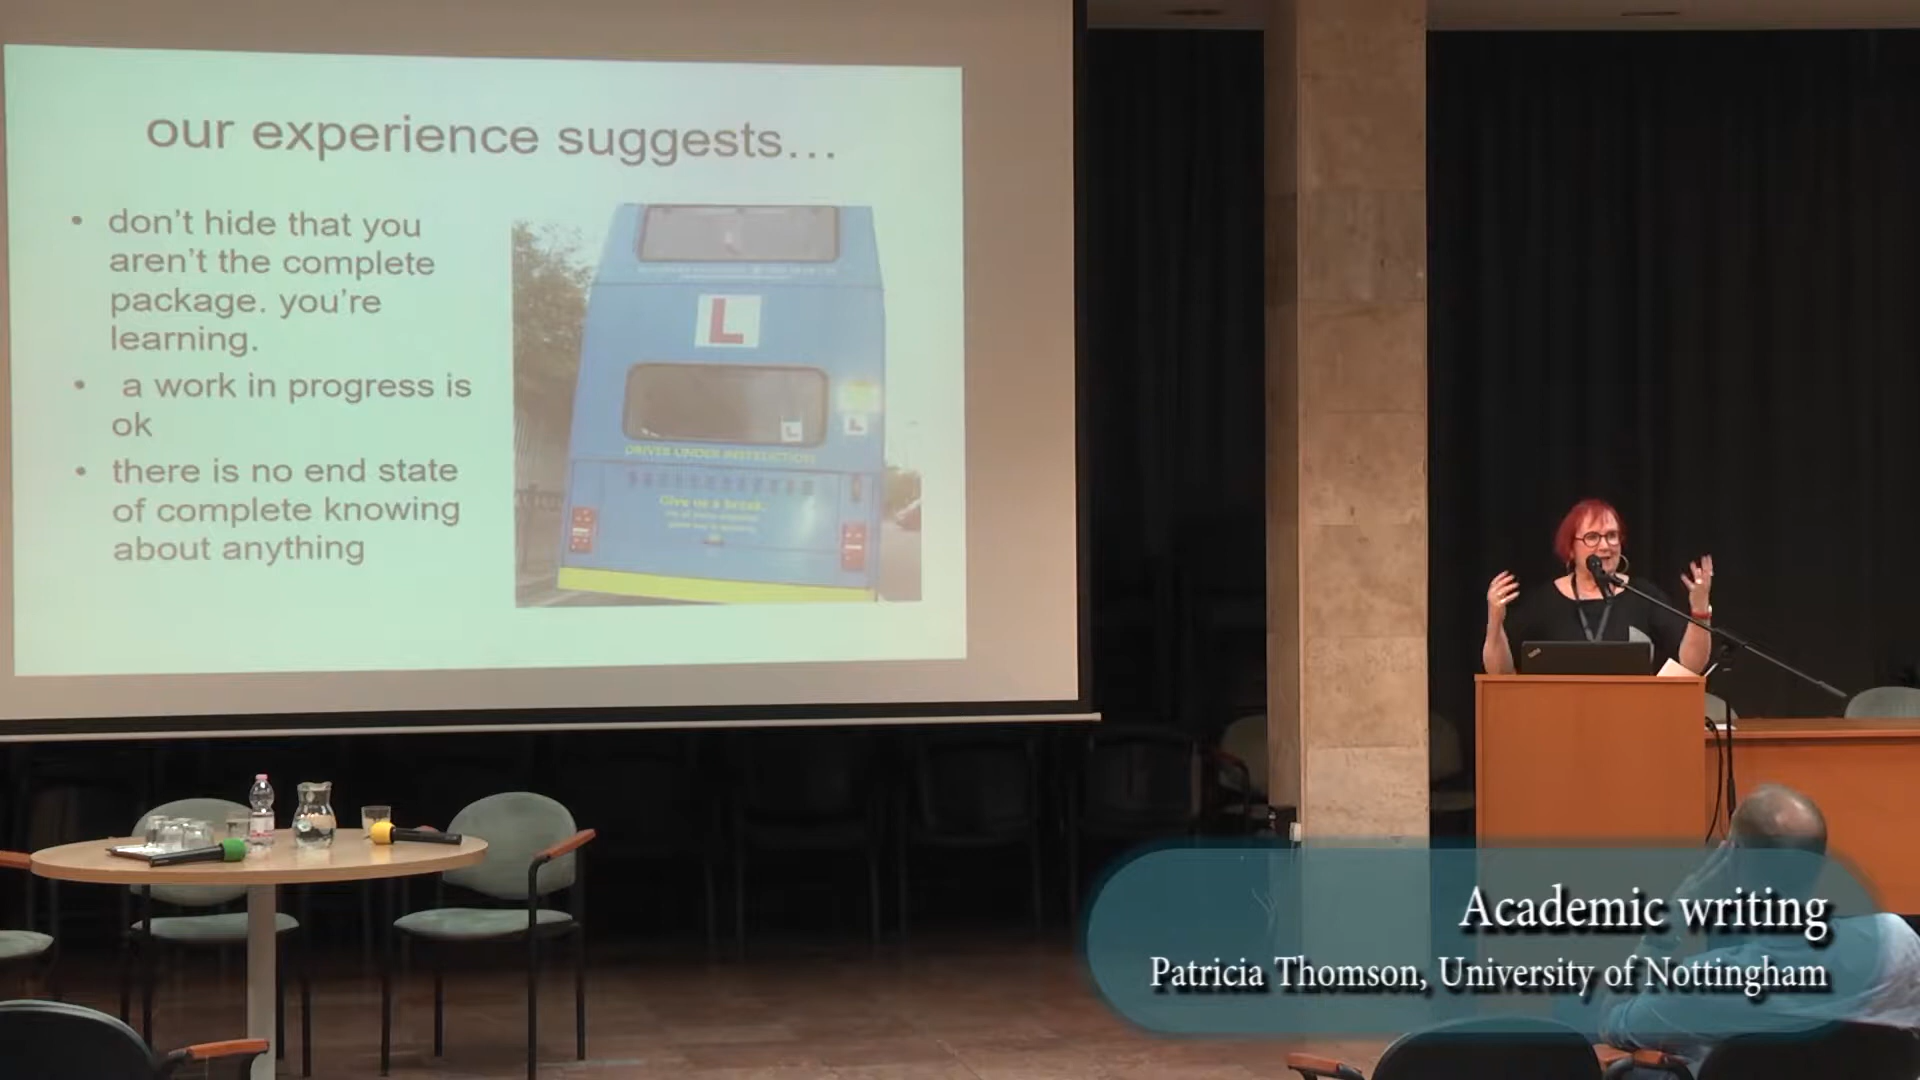 our experience suggests...
• don't hide that you
aren't the complete
package. you're
learning.
• a work in progress is
ok
• there is no end state
of complete knowing
about anything
L
L
L
DRIVER UNDER INSTRUCTION
Give us a break.
Academic writing
Patricia Thomson, University of Nottingham